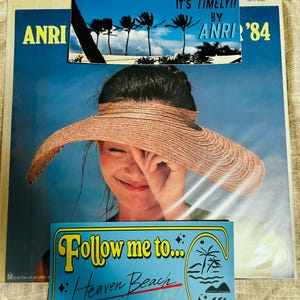 IT'S TIMELY!!
BY
ANRI
ANRI '84
Follow me to...
Heaven Beach